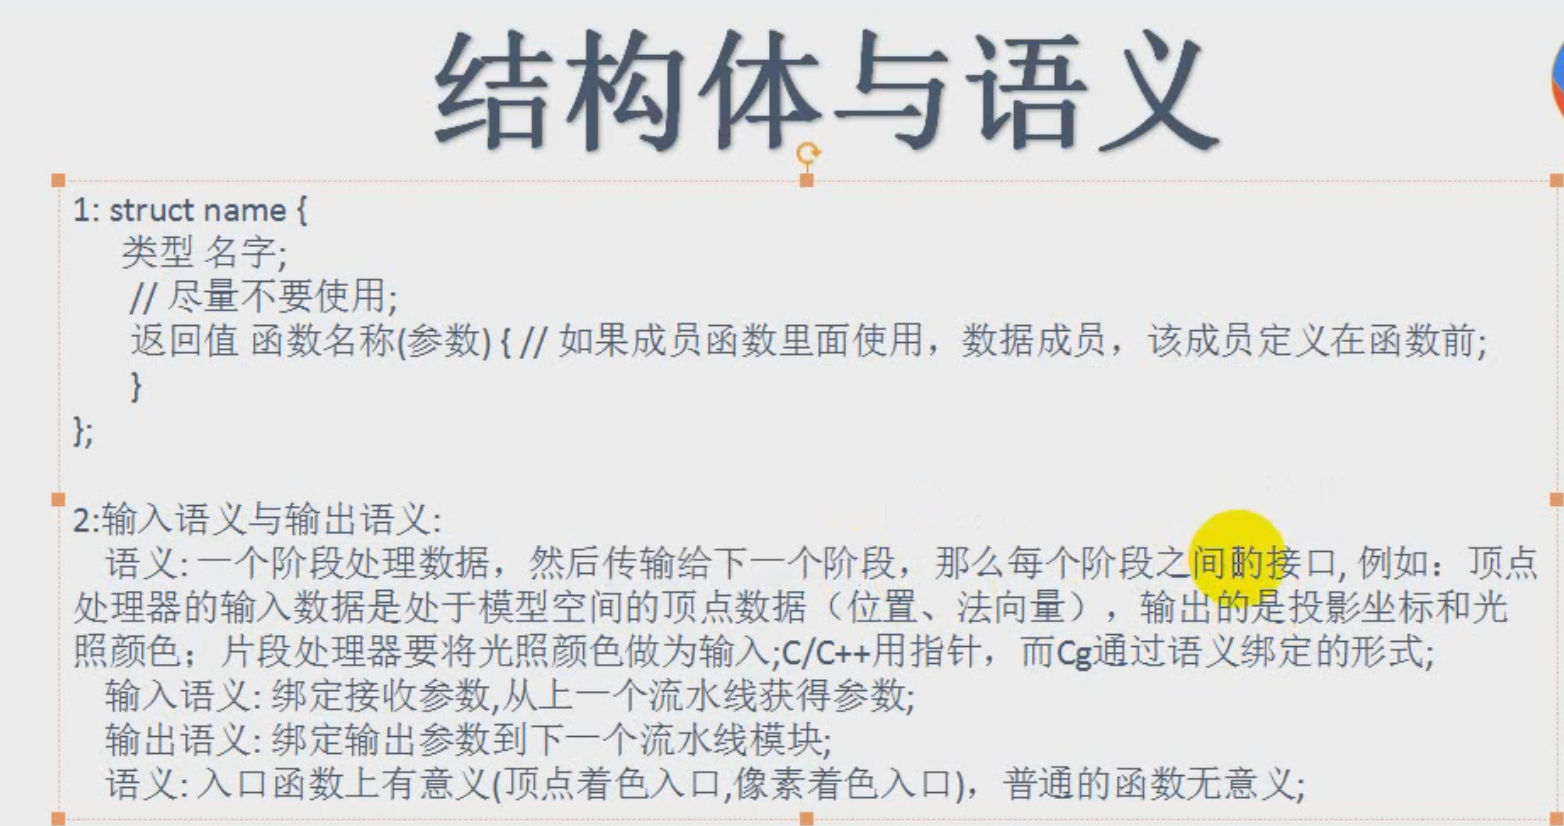 结构体与语义
1: struct name {
类型 名字;
// 尽量不要使用;
返回值 函数名称(参数) { // 如果成员函数里面使用，数据成员，该成员定义在函数前;
}
};
2:输入语义与输出语义:
语义: 一个阶段处理数据，然后传输给下一个阶段，那么每个阶段之间的接口, 例如：顶点
处理器的输入数据是处于模型空间的顶点数据（位置、法向量），输出的是投影坐标和光
照颜色；片段处理器要将光照颜色做为输入;C/C++用指针，而Cg通过语义绑定的形式;
输入语义: 绑定接收参数,从上一个流水线获得参数;
输出语义: 绑定输出参数到下一个流水线模块;
语义: 入口函数上有意义(顶点着色入口,像素着色入口)，普通的函数无意义;